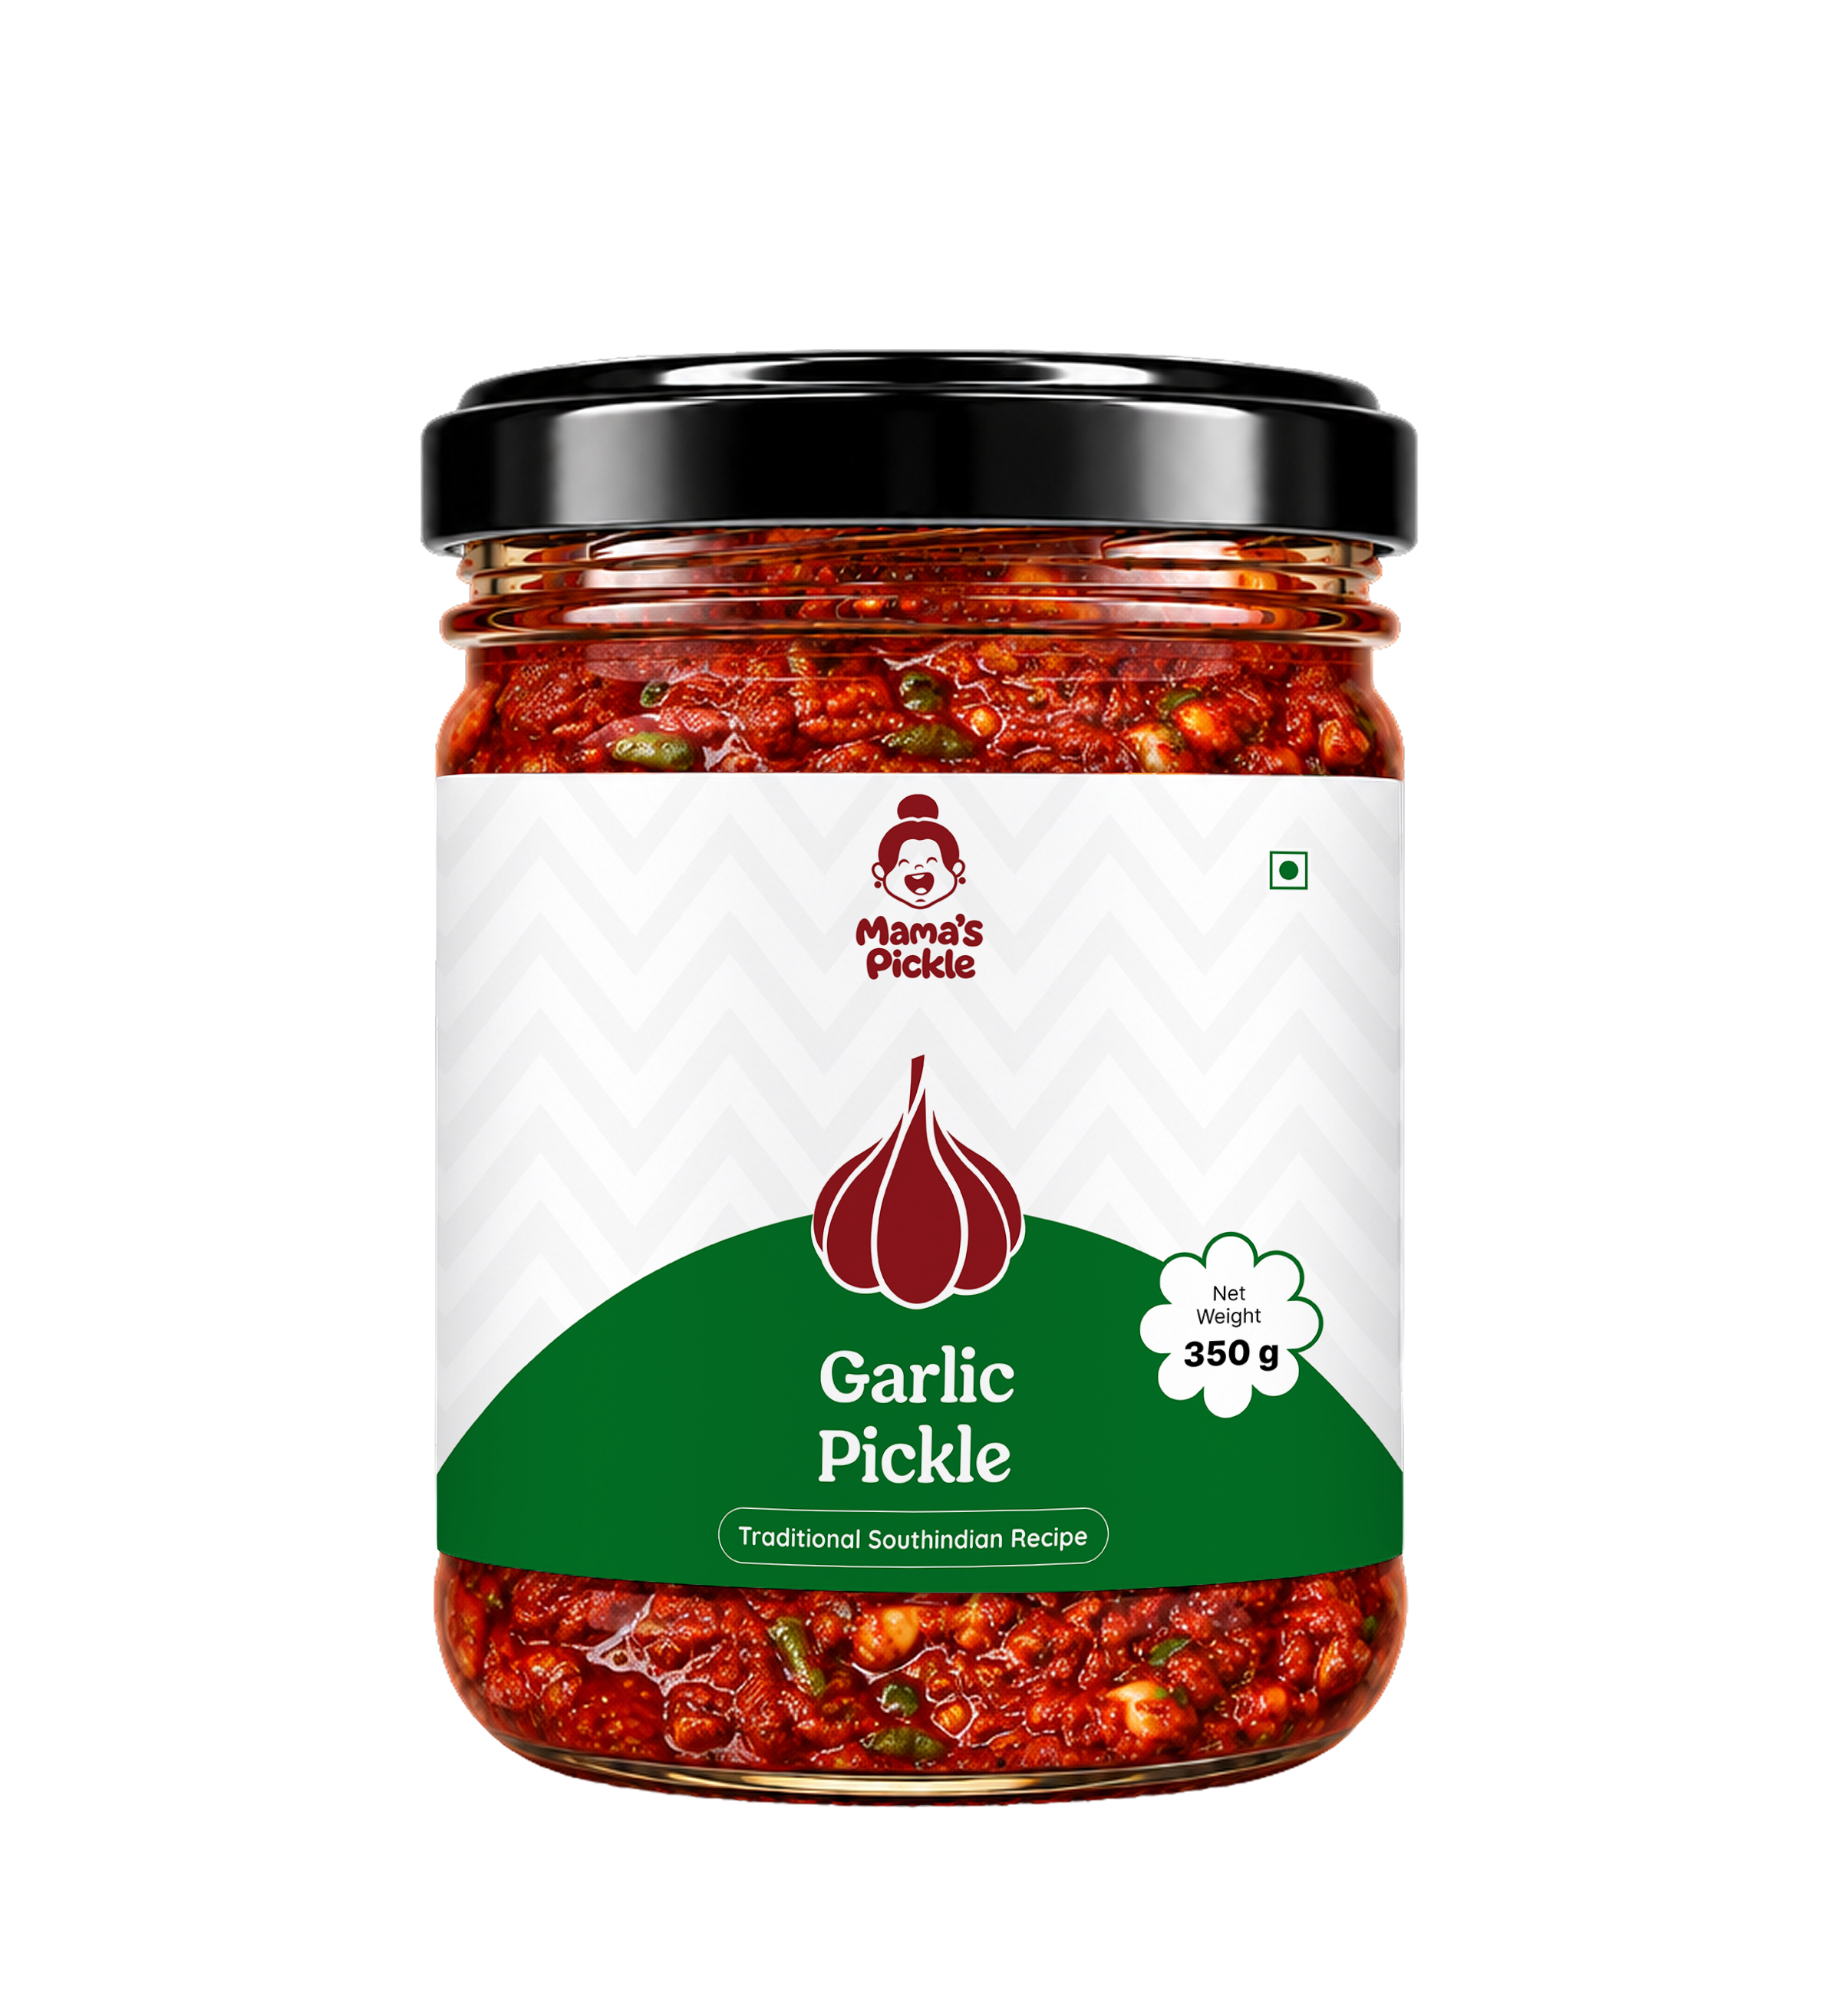 Mama's
Pickle
Net
Weight
350 g
Garlic
Pickle
Traditional Southindian Recipe